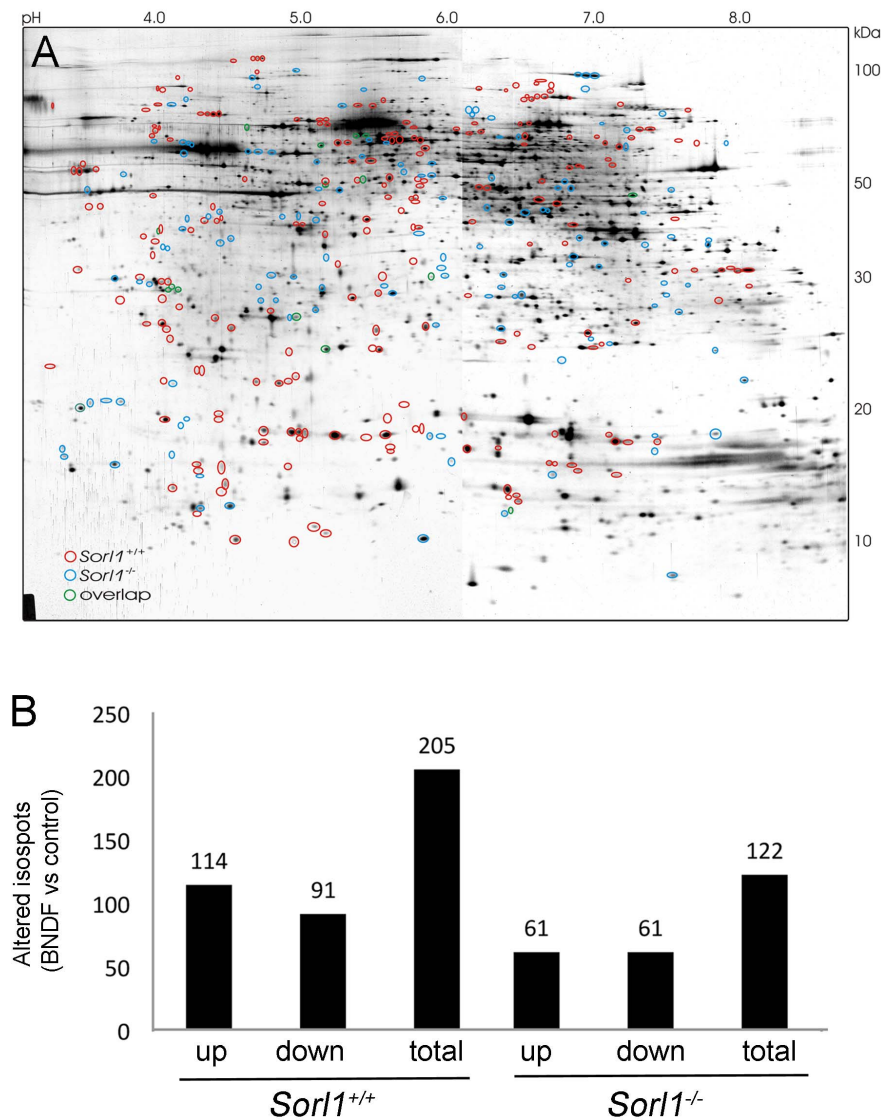 pH 4.0 5.0 6.0 7.0 8.0
kDa
A
100
50
30
20
10
Sorl1+/+
Sorl1-/-
overlap
B
Altered isospots
(BNDF vs control)
250
200
150
100
50
0
114
91
205
61
61
122
up down total up down total
Sorl1+/+ Sorl1-/-